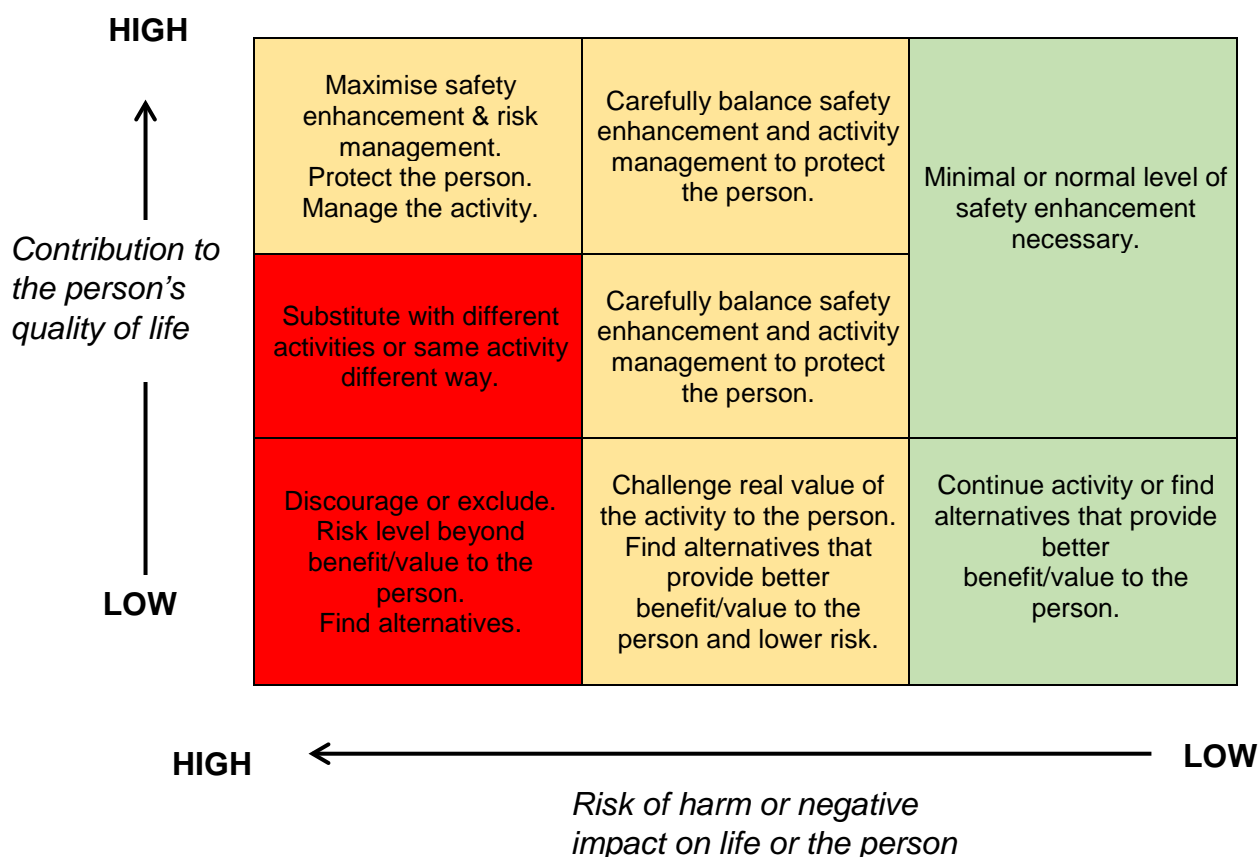 HIGH
Maximise safety
enhancement & risk
management.
Protect the person.
Manage the activity.
Carefully balance safety
enhancement and activity
management to protect
the person.
Minimal or normal level of
safety enhancement
necessary.
Contribution to
the person’s
quality of life
Substitute with different
activities or same activity
different way.
Carefully balance safety
enhancement and activity
management to protect
the person.
Discourage or exclude.
Risk level beyond
benefit/value to the
person.
Find alternatives.
Challenge real value of
the activity to the person.
Find alternatives that
provide better
benefit/value to the
person and lower risk.
Continue activity or find
alternatives that provide
better
benefit/value to the
person.
LOW
HIGH
LOW
Risk of harm or negative
impact on life or the person